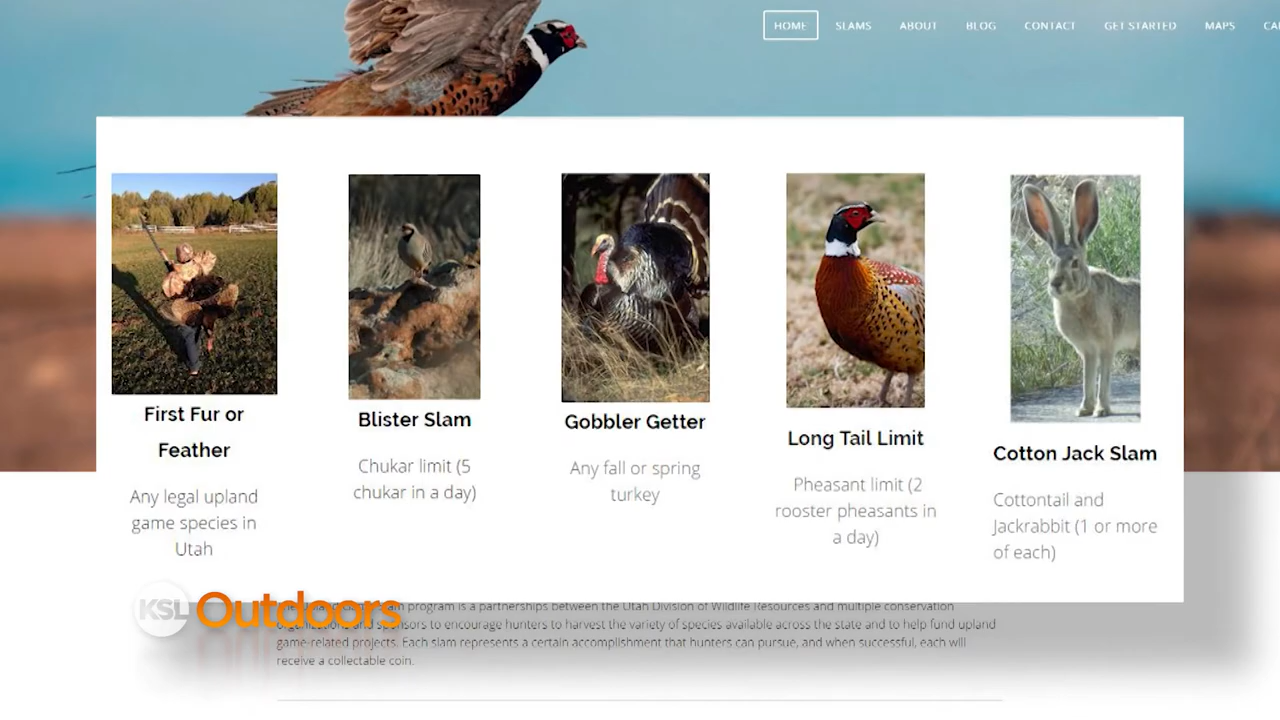 HOME SLAMS ABOUT BLOG CONTACT GET STARTED MAPS
First Fur or
Feather
Any legal upland
game species in
Utah
Blister Slam
Chukar limit (5
chukar in a day)
Gobbler Getter
Any fall or spring
turkey
Long Tail Limit
Pheasant limit (2
rooster pheasants in
a day)
Cotton Jack Slam
Cottontail and
Jackrabbit (1 or more
of each)
KSL Outdoors
program is a partnerships between the Utah Division of Wildlife Resources and multiple conservation
organizations and sponsors to encourage hunters to harvest the variety of species available across the state and to help fund upland
game-related projects. Each slam represents a certain accomplishment that hunters can pursue, and when successful, each will
receive a collectable coin.